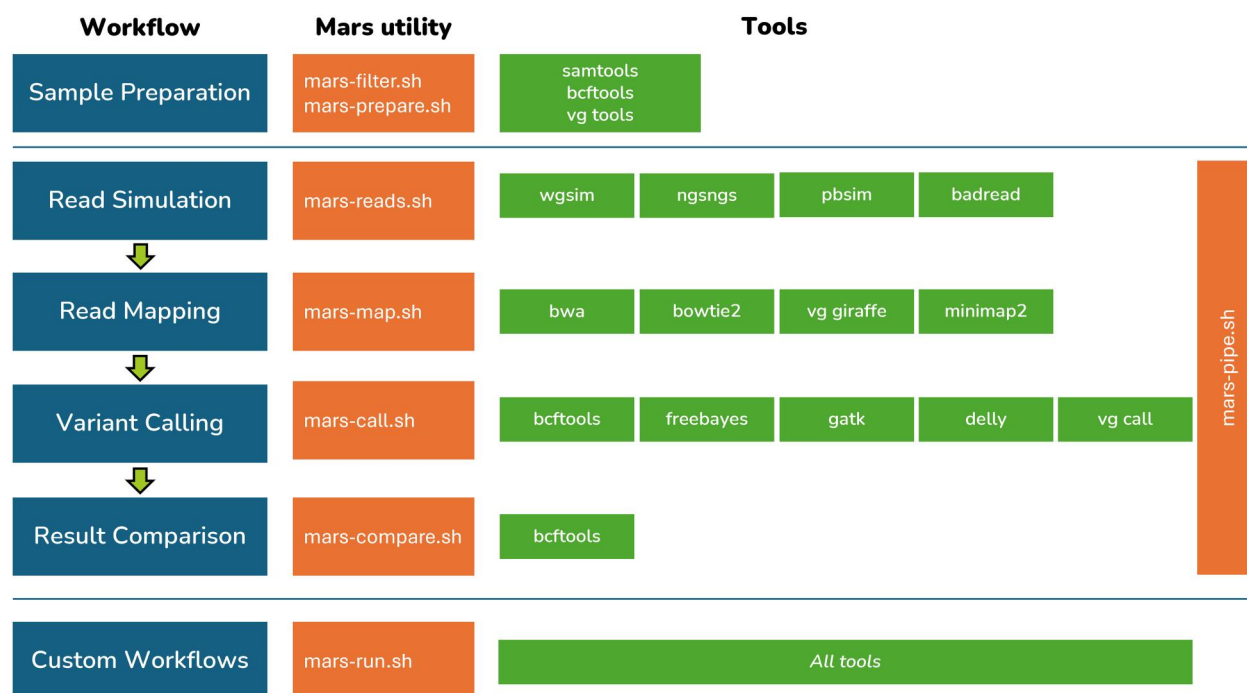 Workflow
Mars utility
Tools
Sample Preparation
mars-filter.sh
mars-prepare.sh
samtools
bcftools
vg tools
Read Simulation
mars-reads.sh
wgsim
ngsngs
pbsim
badread
Read Mapping
mars-map.sh
bwa
bowtie2
vg giraffe
minimap2
Variant Calling
mars-call.sh
bcftools
freebayes
gatk
delly
vg call
Result Comparison
mars-compare.sh
bcftools
mars-pipe.sh
Custom Workflows
mars-run.sh
All tools